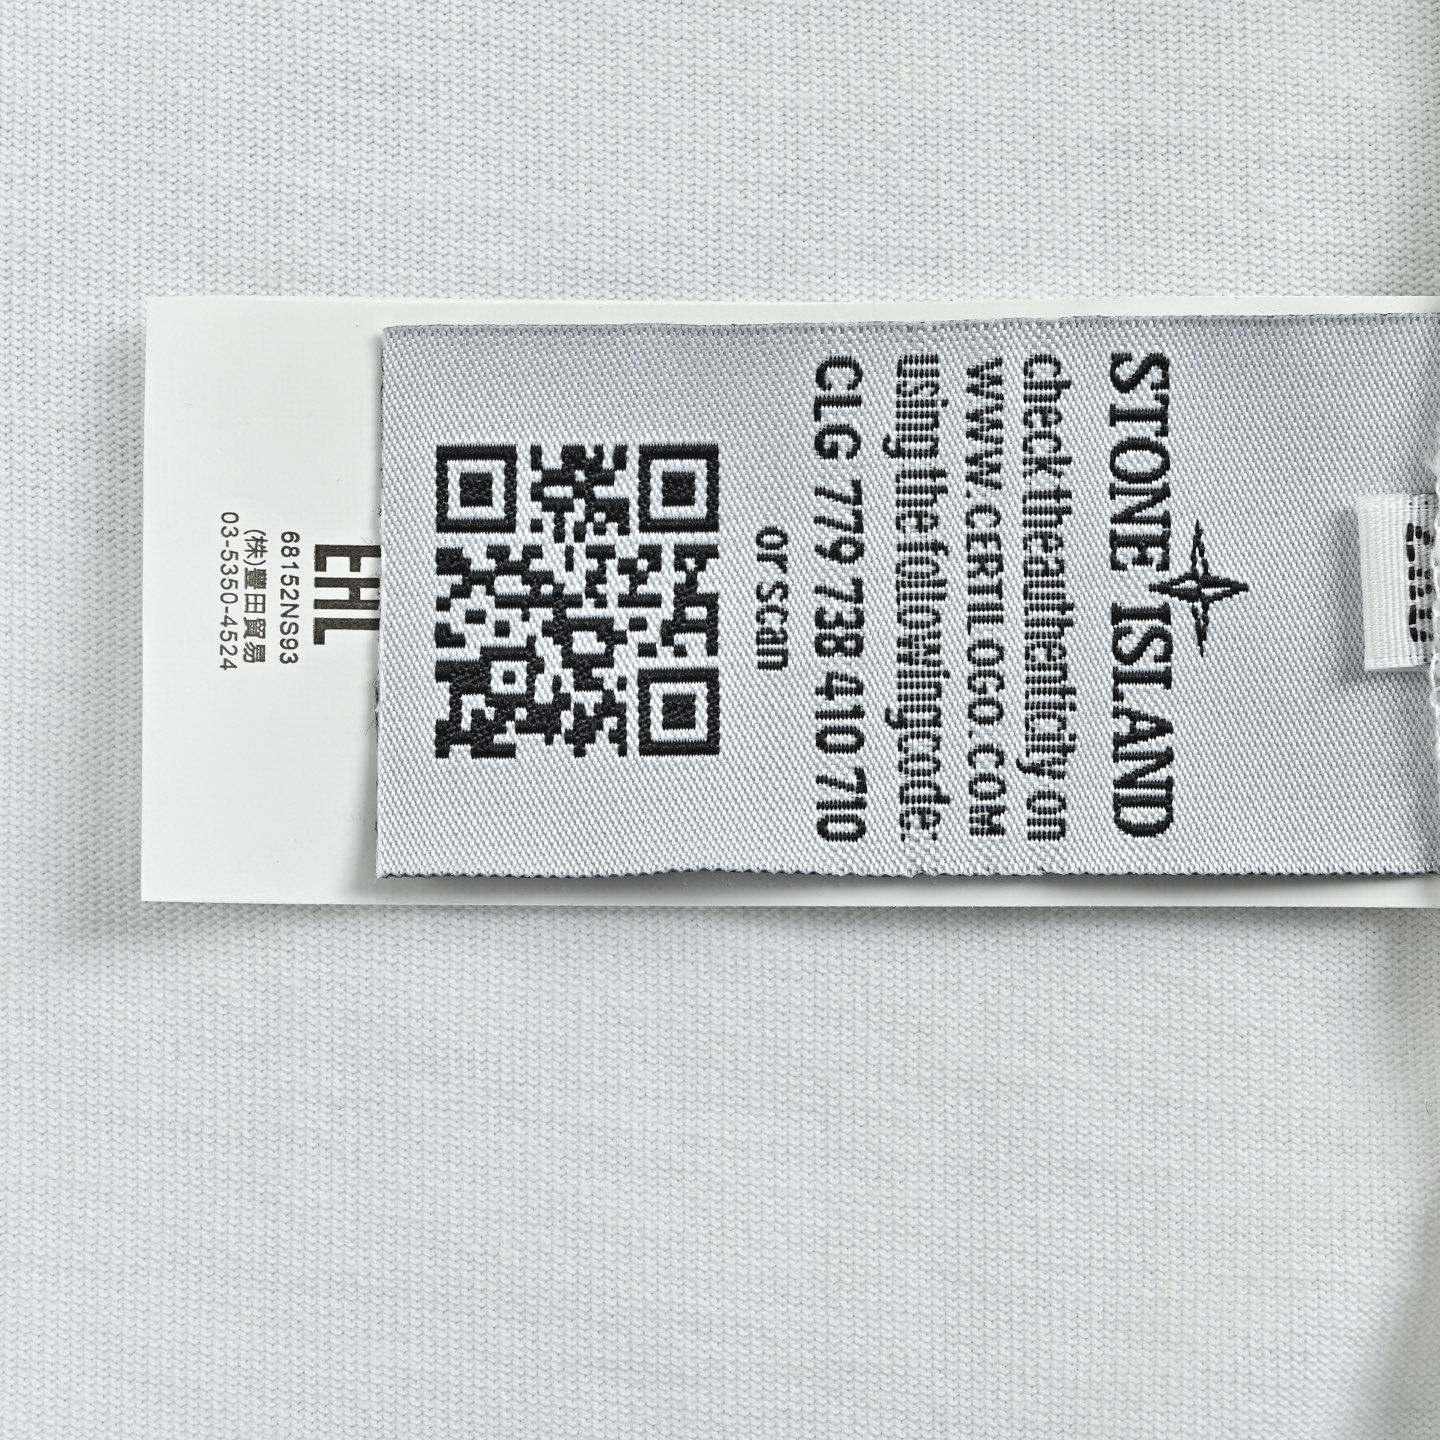 STONE ISLAND
check the authenticity on
WWW.CERTILOGO.COM
using the following code:
CLG 779 738 410 710
or scan
EAC
68152NS93
(株)豊田貿易
03-5350-4524